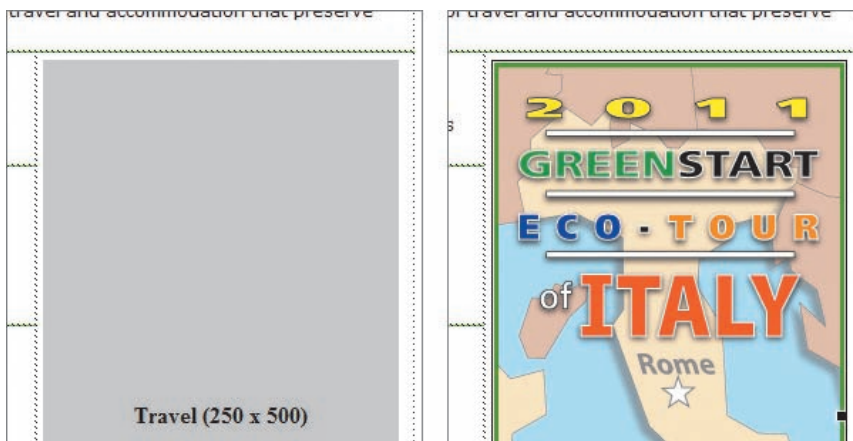 travel and accommodation that preserve
Travel (250 x 500)
or travel and accommodation that preserve
s
2011
GREENSTART
ECO-TOUR
of ITALY
Rome